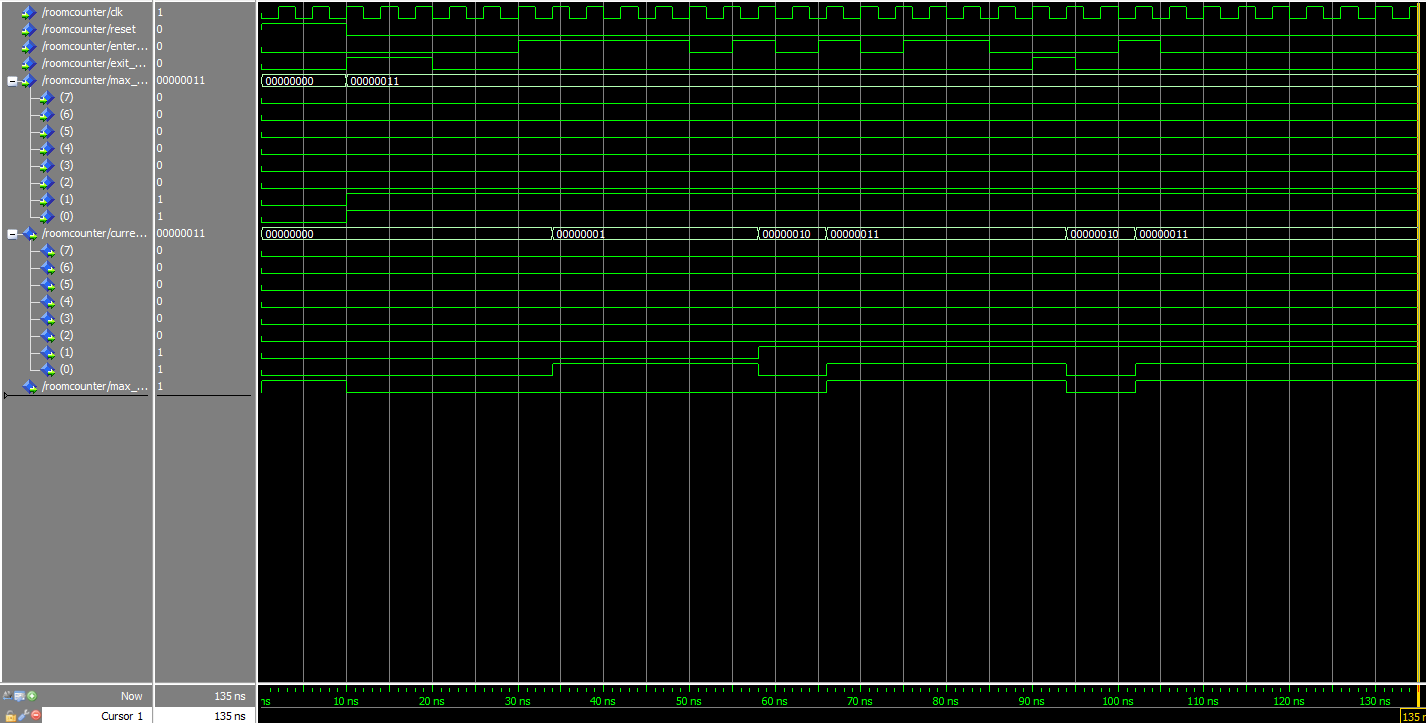 /roomcounter/clk 1
/roomcounter/reset 0
/roomcounter/enter... 0
/roomcounter/exit_... 0
/roomcounter/max_... 00000011 00000000 00000011
(7) 0
(6) 0
(5) 0
(4) 0
(3) 0
(2) 0
(1) 1
(0) 1
/roomcounter/curre... 00000011 00000000 00000001 00000010 00000011 00000010 00000011
(7) 0
(6) 0
(5) 0
(4) 0
(3) 0
(2) 0
(1) 1
(0) 1
/roomcounter/max_... 1
Now 135 ns ns 10 ns 20 ns 30 ns 40 ns 50 ns 60 ns 70 ns 80 ns 90 ns 100 ns 110 ns 120 ns 130 ns
Cursor 1 135 ns 135 r